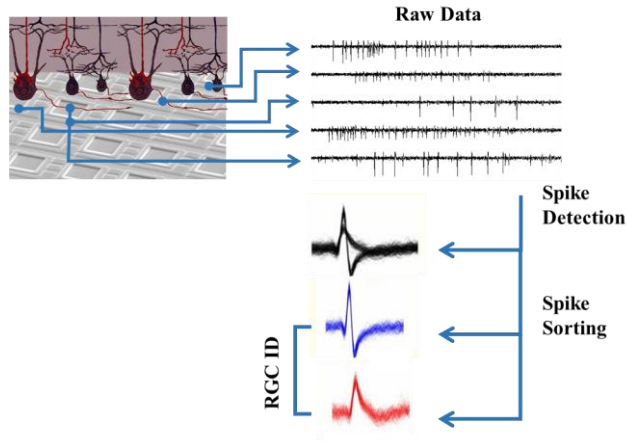 Raw Data
Spike
Detection
Spike
Sorting
RGC ID